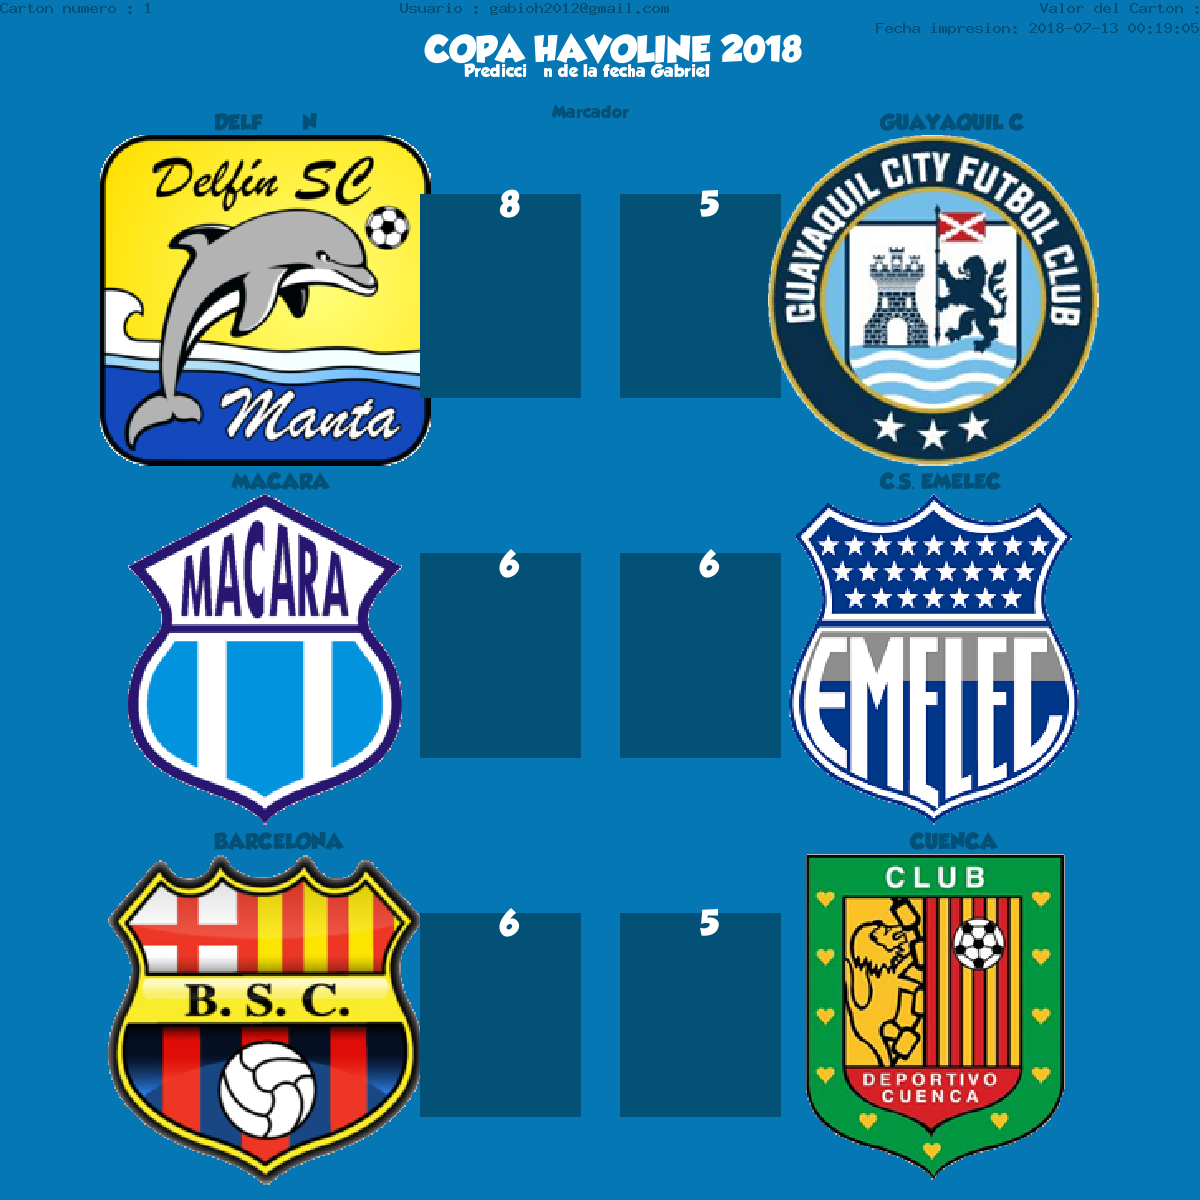 Carton numero : 1 Usuario : gabioh2012@gmail.com Valor del Carton :
Fecha impresion: 2018-07-13 00:19:05
COPA HAVOLINE 2018
Predicci n de la fecha Gabriel
Marcador
DELF N GUAYAQUIL C
Delfín SC
Manta
8 5
GUAYAQUIL CITY FUTBOL CLUB
MACARA C.S. EMELEC
MACARA
6 6
EMELEC
BARCELONA CUENCA
B. S. C.
6 5
CLUB
DEPORTIVO
CUENCA